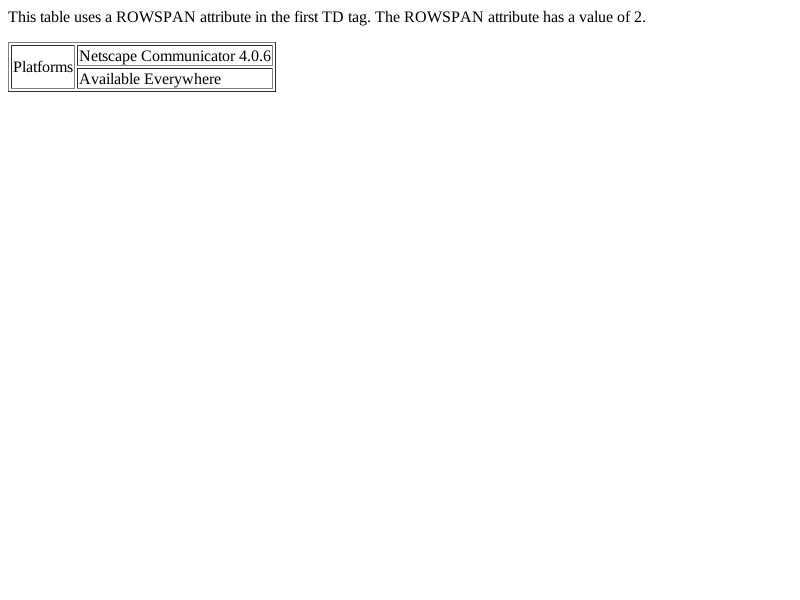 This table uses a ROWSPAN attribute in the first TD tag. The ROWSPAN attribute has a value of 2.
Platforms
Netscape Communicator 4.0.6
Available Everywhere